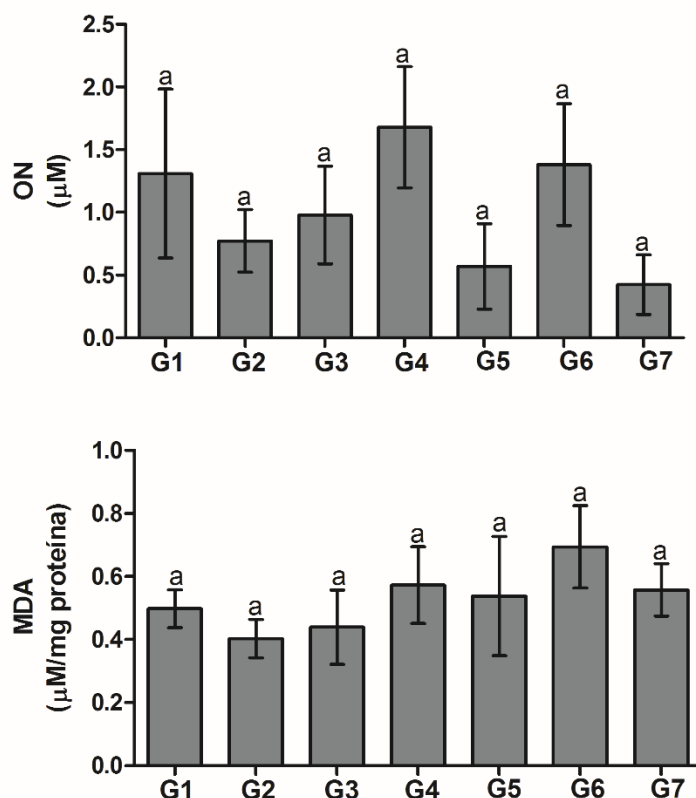 2.5
2.0
1.5
1.0
0.5
0.0
ON
(µM)
a a a a a a a
G1 G2 G3 G4 G5 G6 G7
1.0
0.8
0.6
0.4
0.2
0.0
MDA
(µM/mg proteína)
a a a a a a a
G1 G2 G3 G4 G5 G6 G7